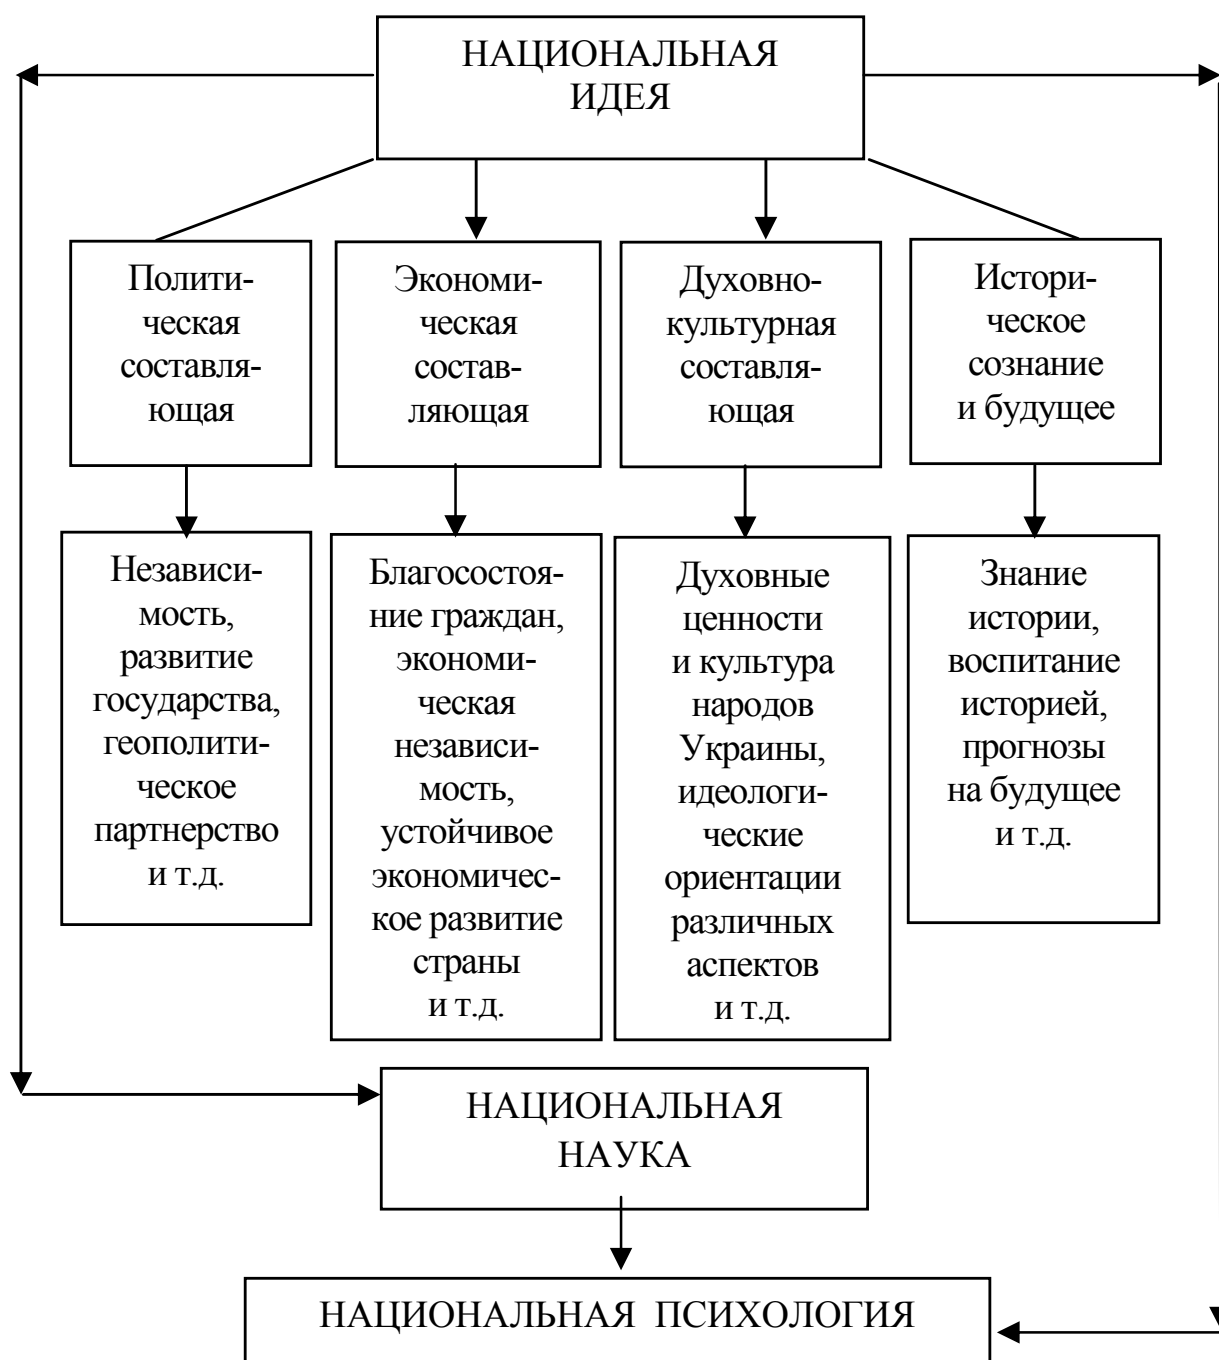 НАЦИОНАЛЬНАЯ
ИДЕЯ
Полити-
ческая
составля-
ющая
Экономи-
ческая
состав-
ляющая
Духовно-
культурная
составля-
ющая
Истори-
ческое
сознание
и будущее
Независи-
мость,
развитие
государства,
геополити-
ческое
партнерство
и т.д.
Благосостоя-
ние граждан,
экономи-
ческая
независи-
мость,
устойчивое
экономичес-
кое развитие
страны
и т.д.
Духовные
ценности
и культура
народов
Украины,
идеологи-
ческие
ориентации
различных
аспектов
и т.д.
Знание
истории,
воспитание
историей,
прогнозы
на будущее
и т.д.
НАЦИОНАЛЬНАЯ
НАУКА
НАЦИОНАЛЬНАЯ ПСИХОЛОГИЯ